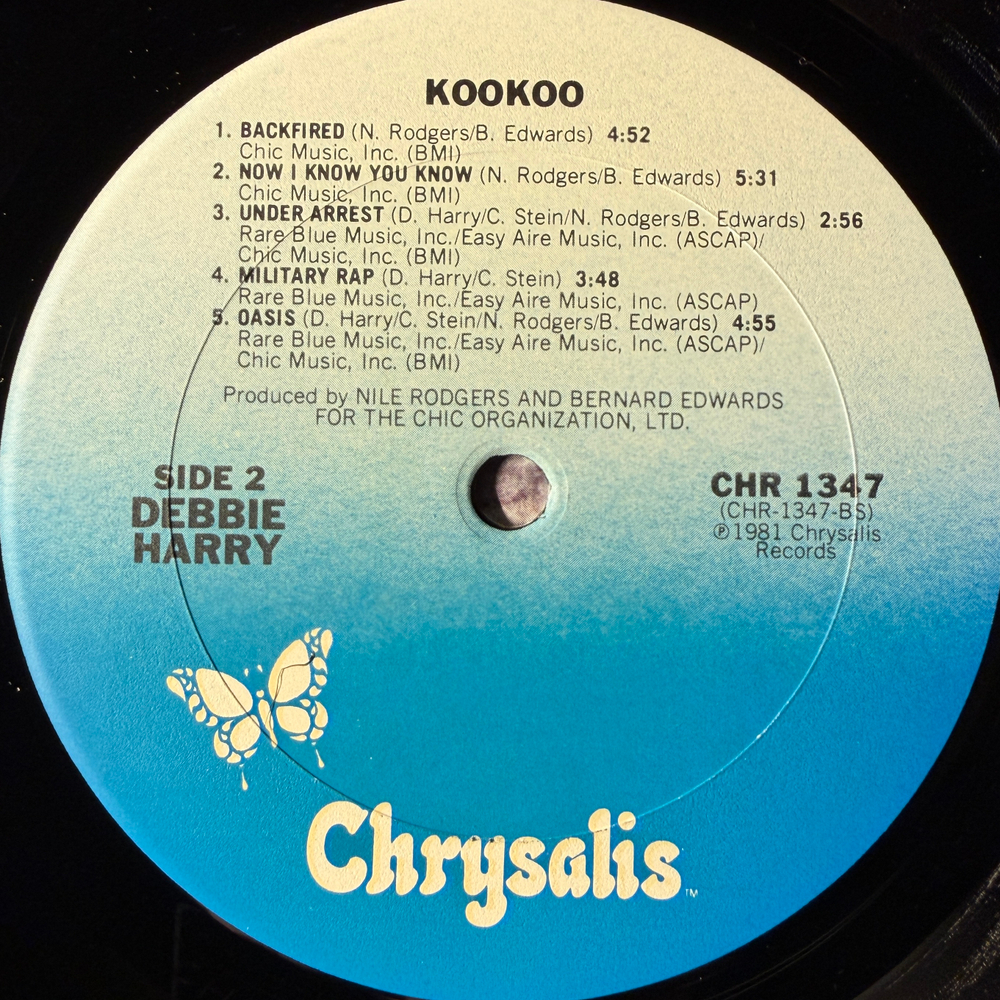 KOOKOO
1. BACKFIRED (N. Rodgers/B. Edwards) 4:52
Chic Music, Inc. (BMI)
2. NOW I KNOW YOU KNOW (N. Rodgers/B. Edwards) 5:31
Chic Music, Inc. (BMI)
3. UNDER ARREST (D. Harry/C. Stein/N. Rodgers/B. Edwards) 2:56
Rare Blue Music, Inc./Easy Aire Music, Inc. (ASCAP)/
Chic Music, Inc. (BMI)
4. MILITARY RAP (D. Harry/C. Stein) 3:48
Rare Blue Music, Inc./Easy Aire Music, Inc. (ASCAP)
5. OASIS (D. Harry/C. Stein/N. Rodgers/B. Edwards) 4:55
Rare Blue Music, Inc./Easy Aire Music, Inc. (ASCAP)/
Chic Music, Inc. (BMI)
Produced by NILE RODGERS AND BERNARD EDWARDS
FOR THE CHIC ORGANIZATION, LTD.
SIDE 2
DEBBIE
HARRY
CHR 1347
(CHR-1347-BS)
℗1981 Chrysalis
Records
Chrysalis™